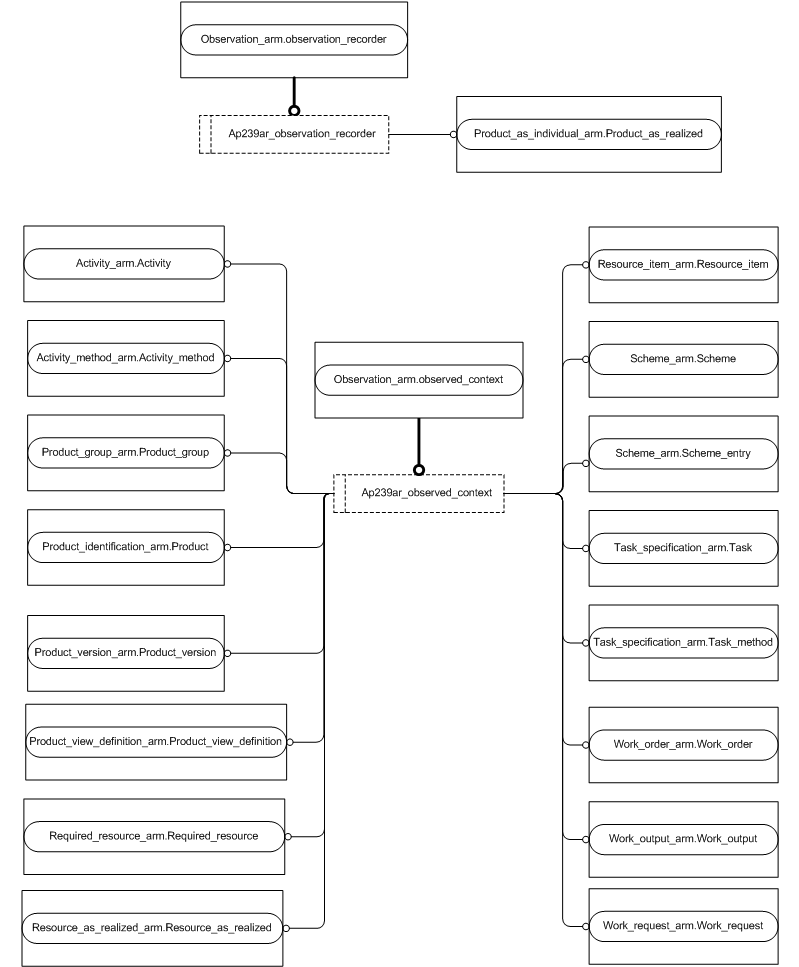 Observation_arm.observation_recorder
Ap239ar_observation_recorder
Product_as_individual_arm.Product_as_realized
Activity_arm.Activity
Resource_item_arm.Resource_item
Activity_method_arm.Activity_method
Scheme_arm.Scheme
Observation_arm.observed_context
Product_group_arm.Product_group
Scheme_arm.Scheme_entry
Ap239ar_observed_context
Product_identification_arm.Product
Task_specification_arm.Task
Product_version_arm.Product_version
Task_specification_arm.Task_method
Product_view_definition_arm.Product_view_definition
Work_order_arm.Work_order
Required_resource_arm.Required_resource
Work_output_arm.Work_output
Resource_as_realized_arm.Resource_as_realized
Work_request_arm.Work_request